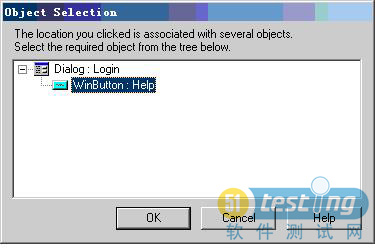 Object Selection
The location you clicked is associated with several objects.
Select the required object from the tree below.
Dialog : Login
WinButton : Help
51testing
软件测试网
OK Cancel Help